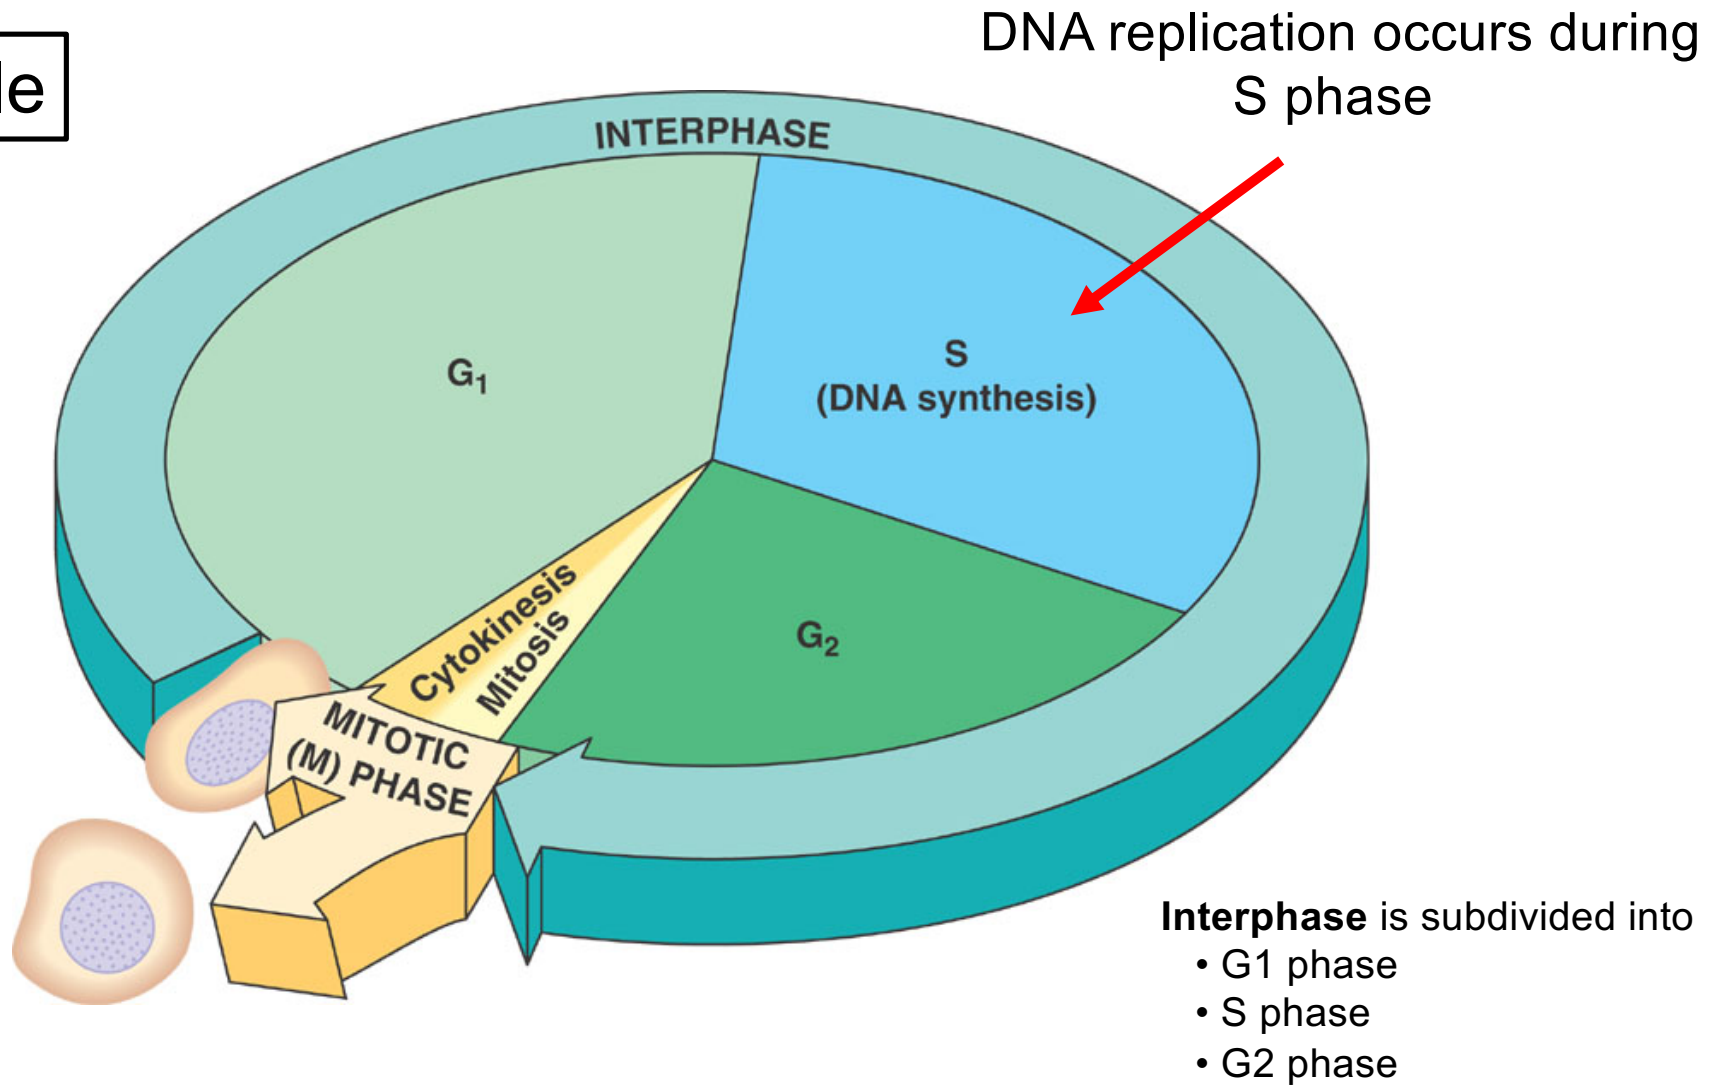 DNA replication occurs during
S phase
INTERPHASE
G₁
S
(DNA synthesis)
G₂
Cytokinesis
Mitosis
MITOTIC
(M) PHASE
Interphase is subdivided into
• G1 phase
• S phase
• G2 phase